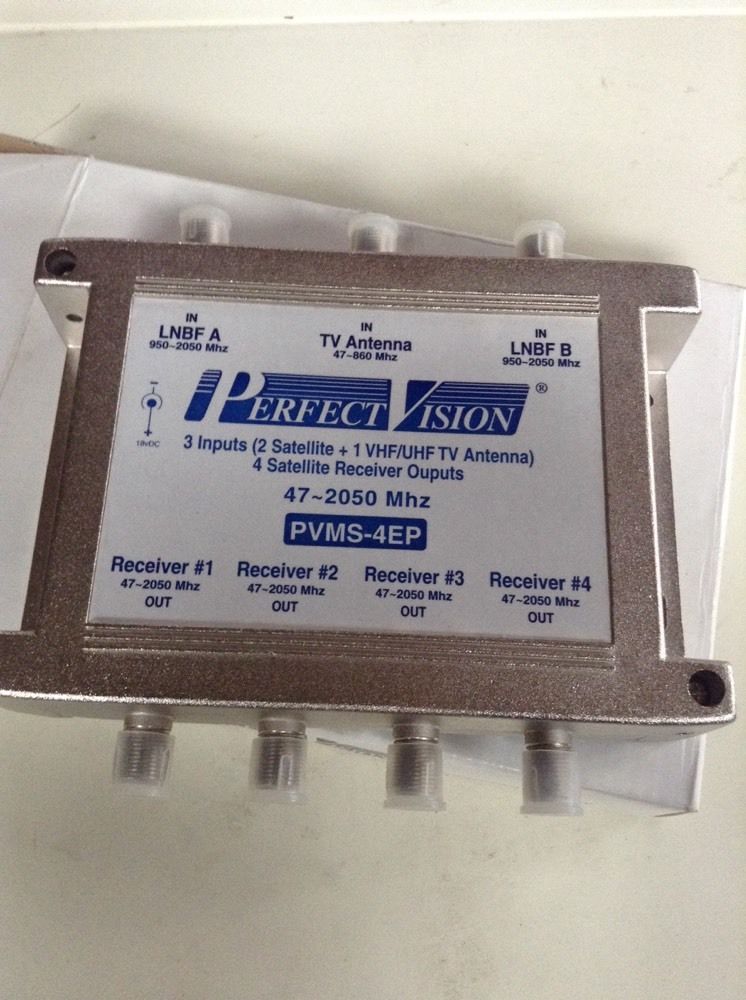 IN
LNBF A
950~2050 Mhz
IN
TV Antenna
47~860 Mhz
IN
LNBF B
950~2050 Mhz
PERFECT VISION ®
18vDC
3 Inputs (2 Satellite + 1 VHF/UHF TV Antenna)
4 Satellite Receiver Ouputs
47~2050 Mhz
PVMS-4EP
Receiver #1
47~2050 Mhz
OUT
Receiver #2
47~2050 Mhz
OUT
Receiver #3
47~2050 Mhz
OUT
Receiver #4
47~2050 Mhz
OUT